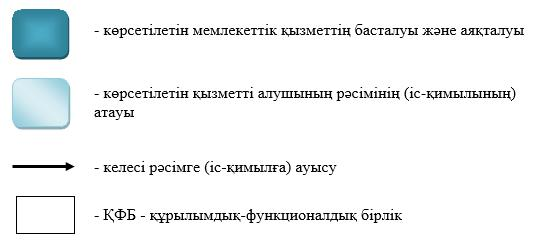 - көрсетілетін мемлекеттік қызметтің басталуы және аяқталуы
- көрсетілетін қызметті алушының рәсімінің (іс-қимылының)
атауы
- келесі рәсімге (іс-қимылға) ауысу
- ҚФБ - құрылымдық-функционалдық бірлік